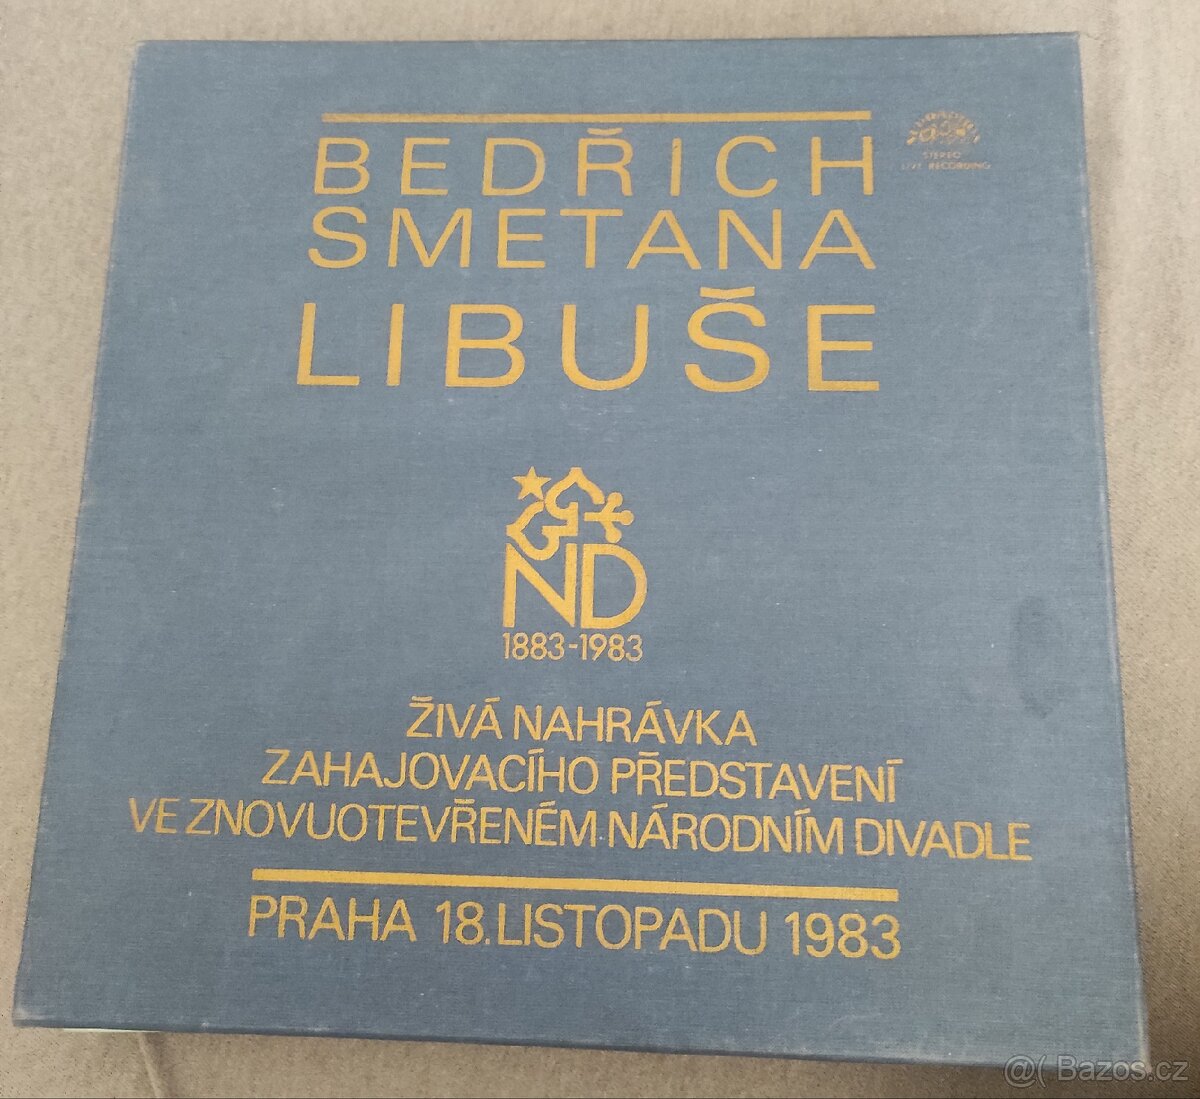 BEDŘICH
SMETANA
LIBUŠE
SUPRAPHON
STEREO
LIVE RECORDING
ND
1883-1983
ŽIVÁ NAHRÁVKA
ZAHAJOVACÍHO PŘEDSTAVENÍ
VE ZNOVUOTEVŘENÉM NÁRODNÍM DIVADLE
PRAHA 18. LISTOPADU 1983
@( Bazos.cz